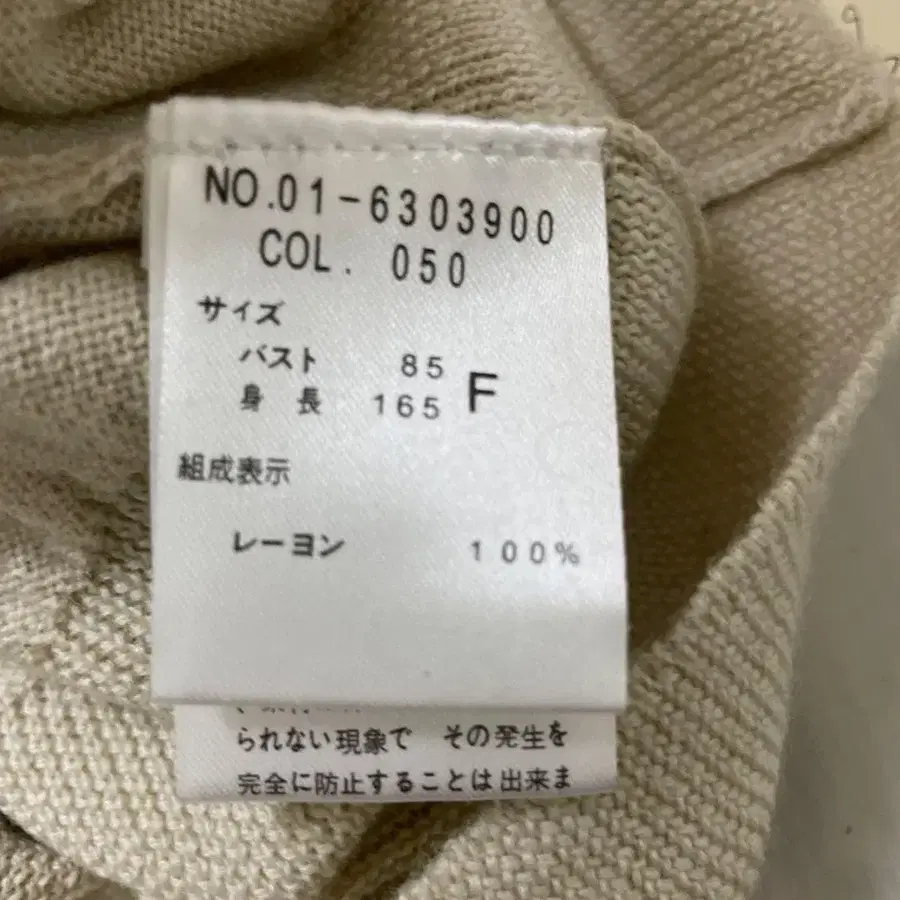 NO.01-6303900
COL. 050
サイズ
バスト 85 F
身長 165
組成表示
レーヨン 100%
られない現象で その発生を
完全に防止することは出来ま